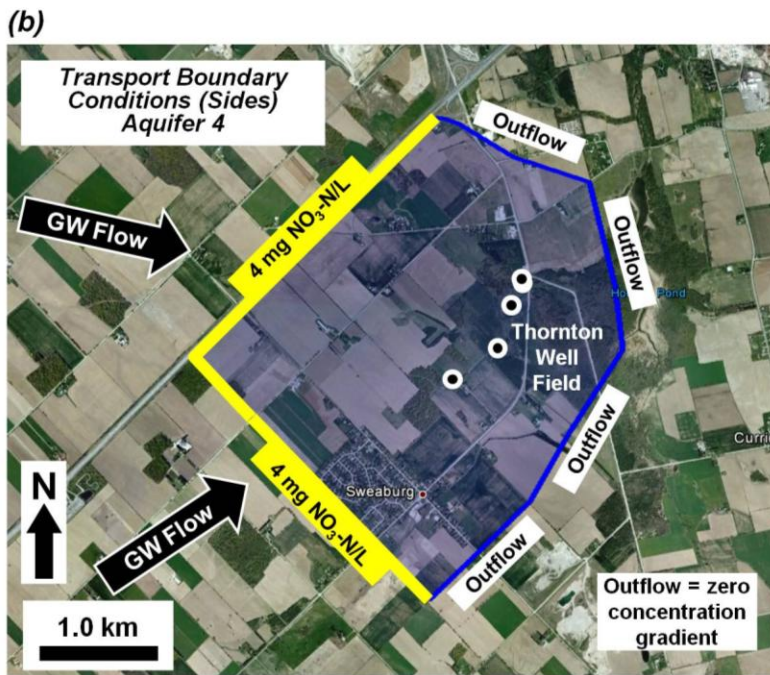 (b)
Transport Boundary
Conditions (Sides)
Aquifer 4
Outflow
GW Flow
4 mg NO₃-N/L
Outflow
Pond
Thornton
Well
Field
Outflow
Sweaburg
4 mg NO₃-N/L
GW Flow
Outflow
N
1.0 km
Outflow = zero
concentration
gradient